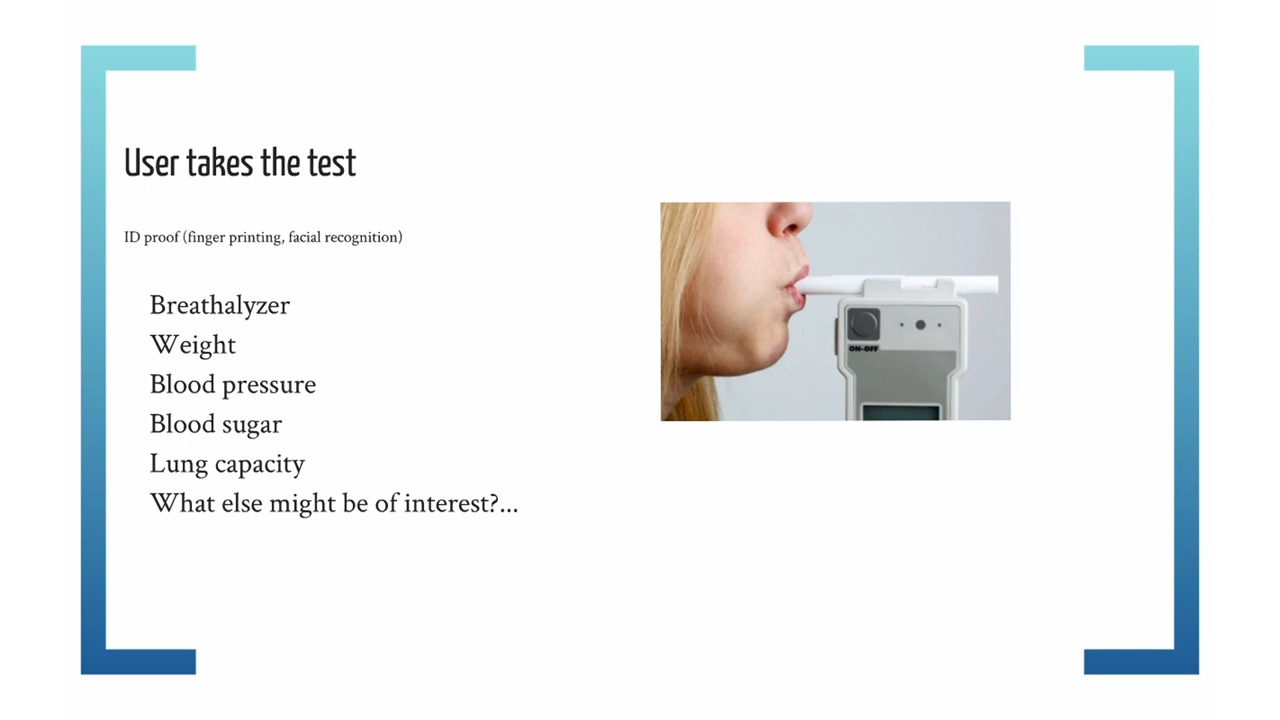 User takes the test
ID proof (finger printing, facial recognition)
Breathalyzer
Weight
Blood pressure
Blood sugar
Lung capacity
What else might be of interest?...
ON-OFF